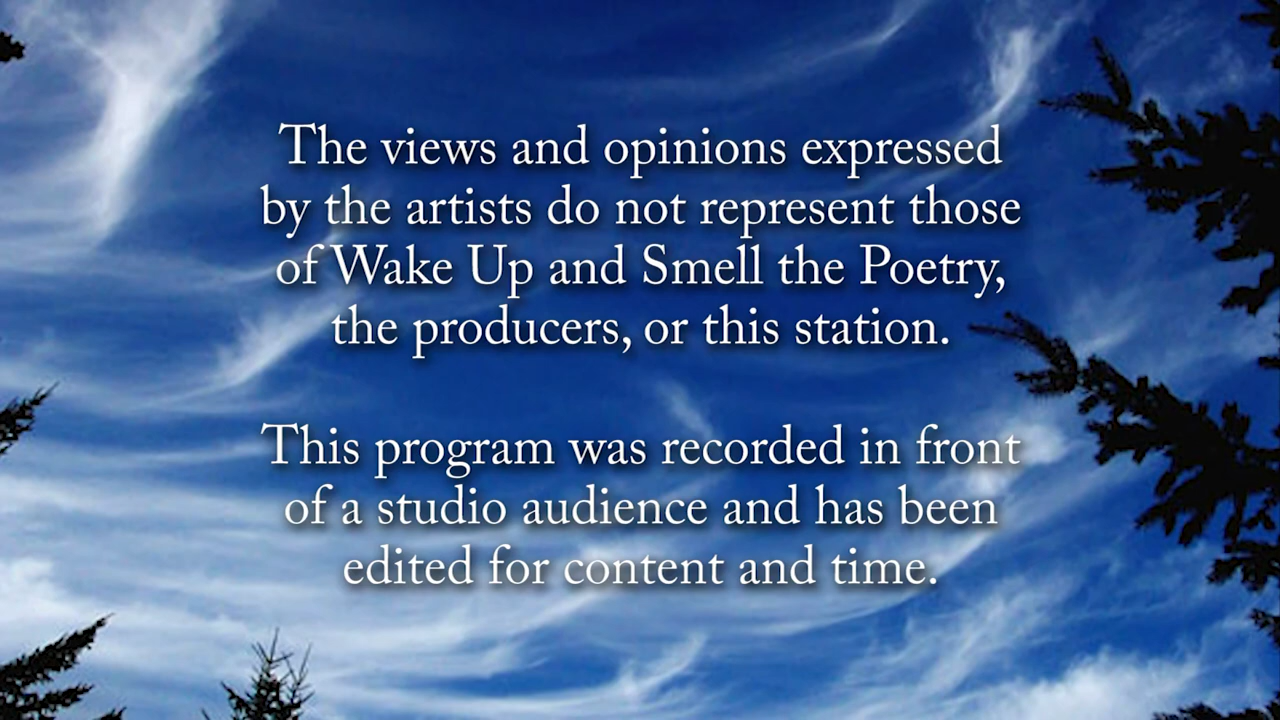 The views and opinions expressed
by the artists do not represent those
of Wake Up and Smell the Poetry,
the producers, or this station.
This program was recorded in front
of a studio audience and has been
edited for content and time.